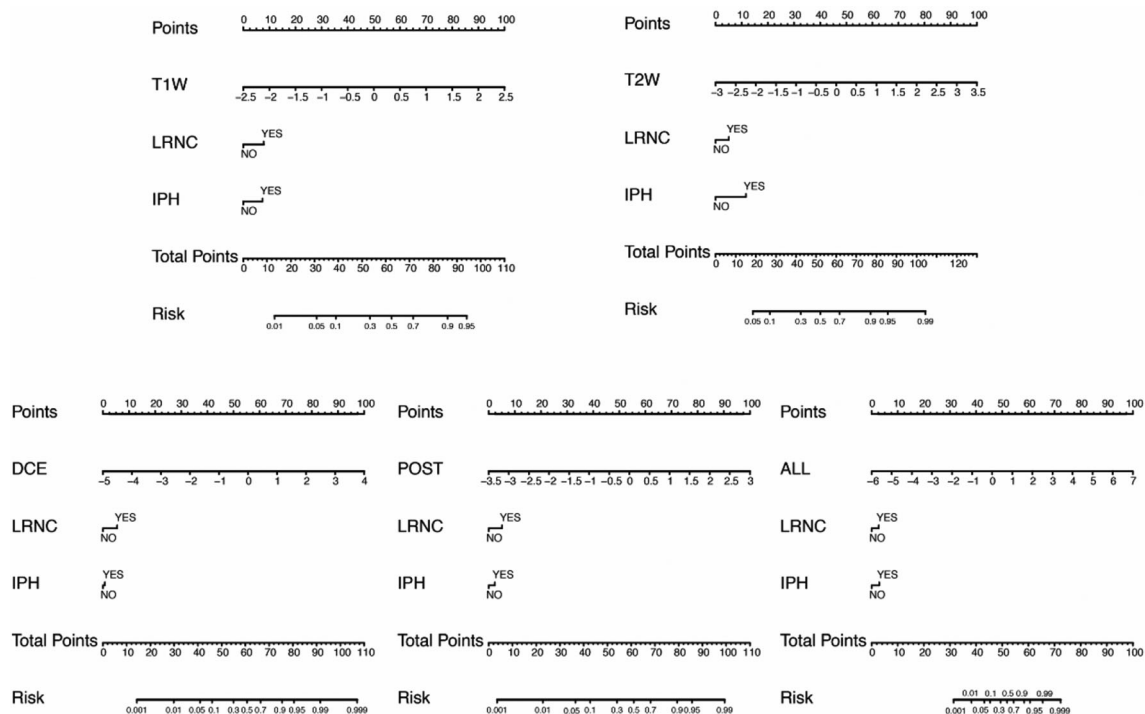 Points 0 10 20 30 40 50 60 70 80 90 100
T1W −2.5 −2 −1.5 −1 −0.5 0 0.5 1 1.5 2 2.5
LRNC NO YES
IPH NO YES
Total Points 0 10 20 30 40 50 60 70 80 90 100 110
Risk 0.01 0.05 0.1 0.3 0.5 0.7 0.9 0.95
Points 0 10 20 30 40 50 60 70 80 90 100
T2W −3 −2.5 −2 −1.5 −1 −0.5 0 0.5 1 1.5 2 2.5 3 3.5
LRNC NO YES
IPH NO YES
Total Points 0 10 20 30 40 50 60 70 80 90 100 120
Risk 0.05 0.1 0.3 0.5 0.7 0.9 0.95 0.99
Points 0 10 20 30 40 50 60 70 80 90 100
DCE −5 −4 −3 −2 −1 0 1 2 3 4
LRNC NO YES
IPH NO YES
Total Points 0 10 20 30 40 50 60 70 80 90 100 110
Risk 0.001 0.01 0.05 0.1 0.3 0.5 0.7 0.9 0.95 0.99 0.999
Points 0 10 20 30 40 50 60 70 80 90 100
POST −3.5 −3 −2.5 −2 −1.5 −1 −0.5 0 0.5 1 1.5 2 2.5 3
LRNC NO YES
IPH NO YES
Total Points 0 10 20 30 40 50 60 70 80 90 100 110
Risk 0.001 0.01 0.05 0.1 0.3 0.5 0.7 0.9 0.95 0.99
Points 0 10 20 30 40 50 60 70 80 90 100
ALL −6 −5 −4 −3 −2 −1 0 1 2 3 4 5 6 7
LRNC NO YES
IPH NO YES
Total Points 0 10 20 30 40 50 60 70 80 90 100
0.01 0.1 0.5 0.9 0.99
Risk 0.001 0.05 0.3 0.7 0.95 0.999